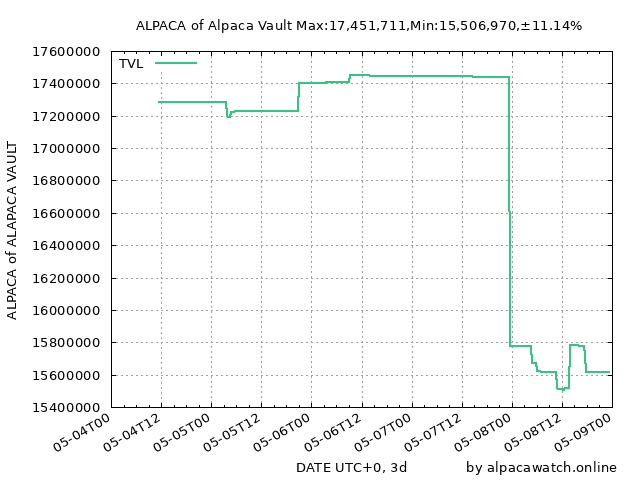 ALPACA of Alpaca Vault Max:17,451,711,Min:15,506,970,±11.14%
TVL
17600000
17400000
17200000
17000000
16800000
16600000
16400000
16200000
16000000
15800000
15600000
15400000
ALPACA of ALAPACA VAULT
05-04T00
05-04T12
05-05T00
05-05T12
05-06T00
05-06T12
05-07T00
05-07T12
05-08T00
05-08T12
05-09T00
DATE UTC+0, 3d
by alpacawatch.online